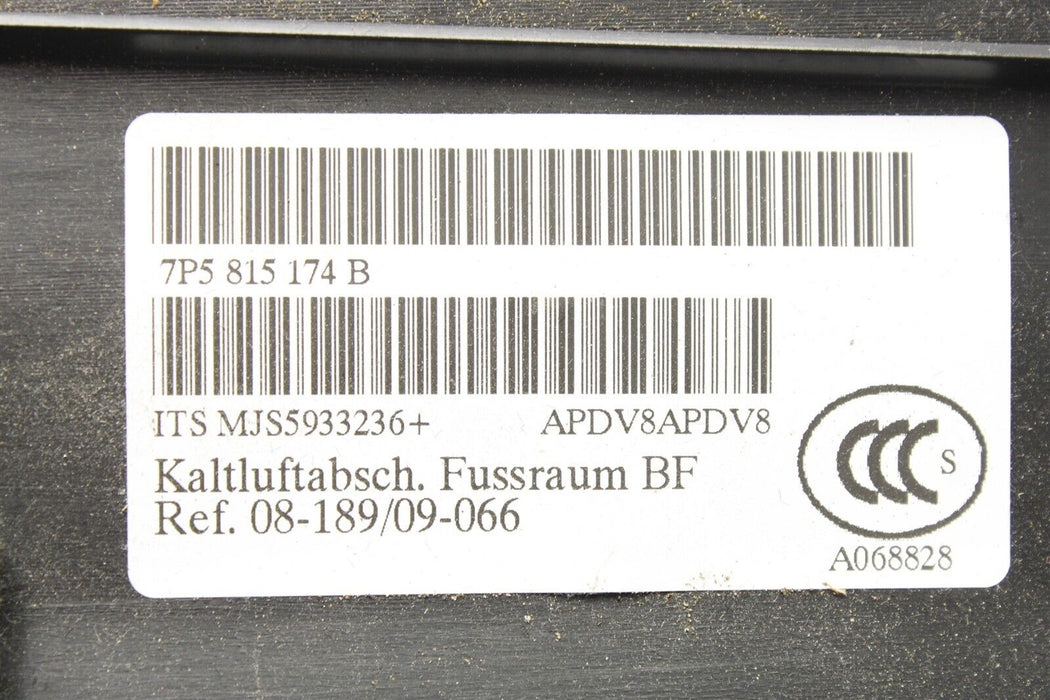 7P5 815 174 B
ITS MJS5933236+ APDV8APDV8
Kaltluftabsch. Fussraum BF
Ref. 08-189/09-066
CCC S
A068828